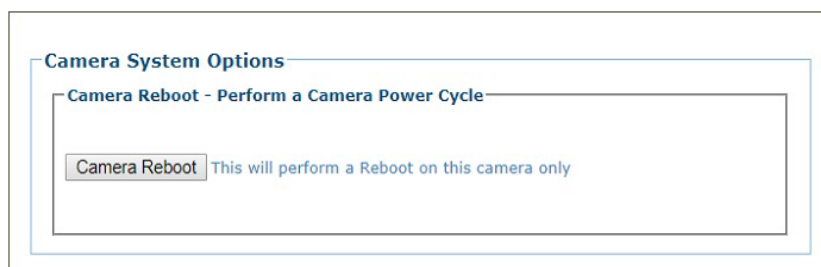 Camera System Options
Camera Reboot - Perform a Camera Power Cycle
Camera Reboot This will perform a Reboot on this camera only